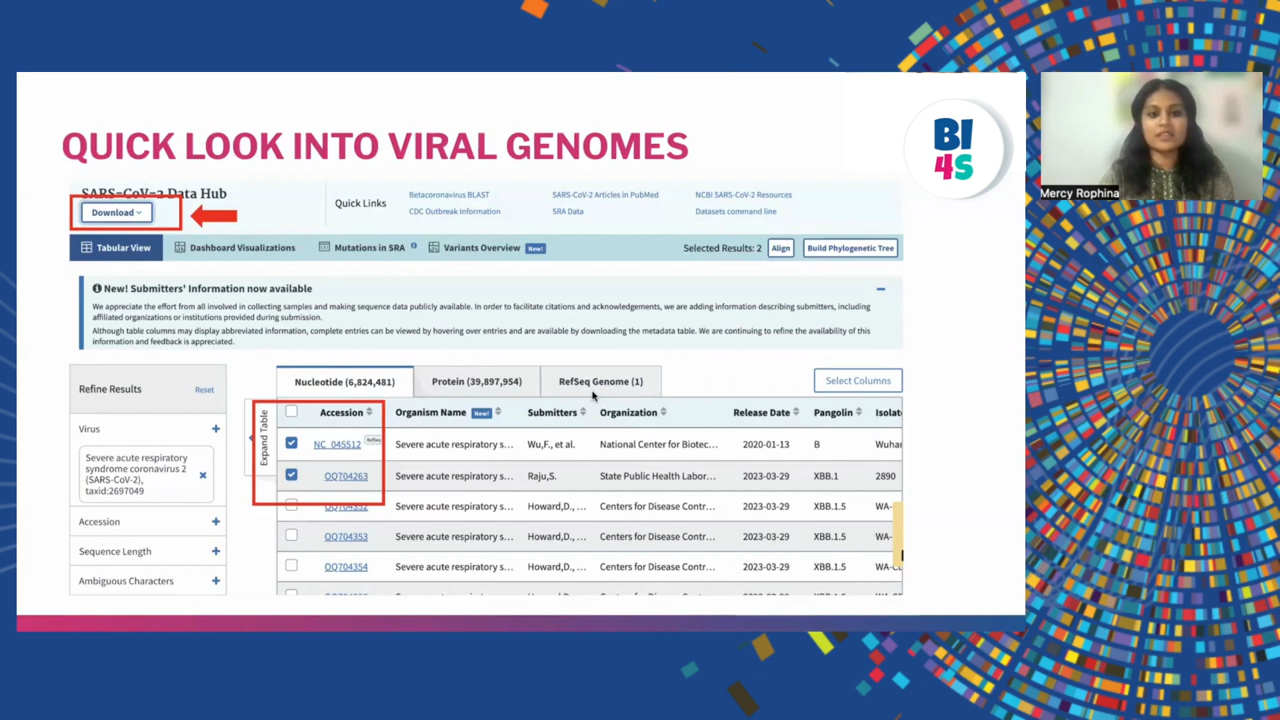 QUICK LOOK INTO VIRAL GENOMES
BI
4S
Mercy Rophina
SARS-CoV-2 Data Hub
Download
Quick Links
Betacoronavirus BLAST
SARS-CoV-2 Articles in PubMed
NCBI SARS-CoV-2 Resources
CDC Outbreak Information
SRA Data
Datasets command line
Tabular View
Dashboard Visualizations
Mutations in SRA
Variants Overview New!
Selected Results: 2
Align
Build Phylogenetic Tree
New! Submitters' Information now available
We appreciate the effort from all involved in collecting samples and making sequence data publicly available. In order to facilitate citations and acknowledgements, we are adding information describing submitters, including
affiliated organizations or institutions provided during submission.
Although table columns may display abbreviated information, complete entries can be viewed by hovering over entries and are available by downloading the metadata table. We are continuing to refine the availability of this
information and feedback is appreciated.
Refine Results Reset
Virus
Severe acute respiratory
syndrome coronavirus 2
(SARS-CoV-2),
taxid:2697049
Accession
Sequence Length
Ambiguous Characters
Expand Table
Nucleotide (6,824,481) Protein (39,897,954) RefSeq Genome (1) Select Columns
Accession Organism Name New! Submitters Organization Release Date Pangolin Isolat
NC_045512 RefSeq Severe acute respiratory s... Wu,F., et al. National Center for Biotec... 2020-01-13 B Wuhar
OQ704263 Severe acute respiratory s... Raju,S. State Public Health Labor... 2023-03-29 XBB.1 2890
OQ704352 Severe acute respiratory s... Howard,D., ... Centers for Disease Contr... 2023-03-29 XBB.1.5 WA-
OQ704353 Severe acute respiratory s... Howard,D., ... Centers for Disease Contr... 2023-03-29 XBB.1.5 WA-
OQ704354 Severe acute respiratory s... Howard,D., ... Centers for Disease Contr... 2023-03-29 XBB.1.5 WA-